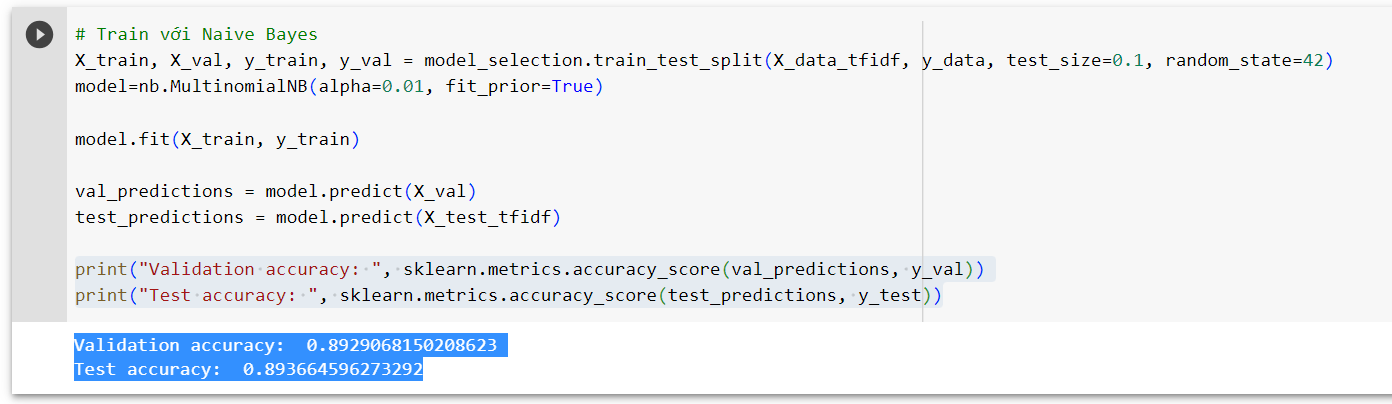 # Train với Naive Bayes
X_train, X_val, y_train, y_val = model_selection.train_test_split(X_data_tfidf, y_data, test_size=0.1, random_state=42)
model=nb.MultinomialNB(alpha=0.01, fit_prior=True)
model.fit(X_train, y_train)
val_predictions = model.predict(X_val)
test_predictions = model.predict(X_test_tfidf)
print("Validation accuracy: ", sklearn.metrics.accuracy_score(val_predictions, y_val))
print("Test accuracy: ", sklearn.metrics.accuracy_score(test_predictions, y_test))
Validation accuracy:  0.8929068150208623
Test accuracy:  0.893664596273292